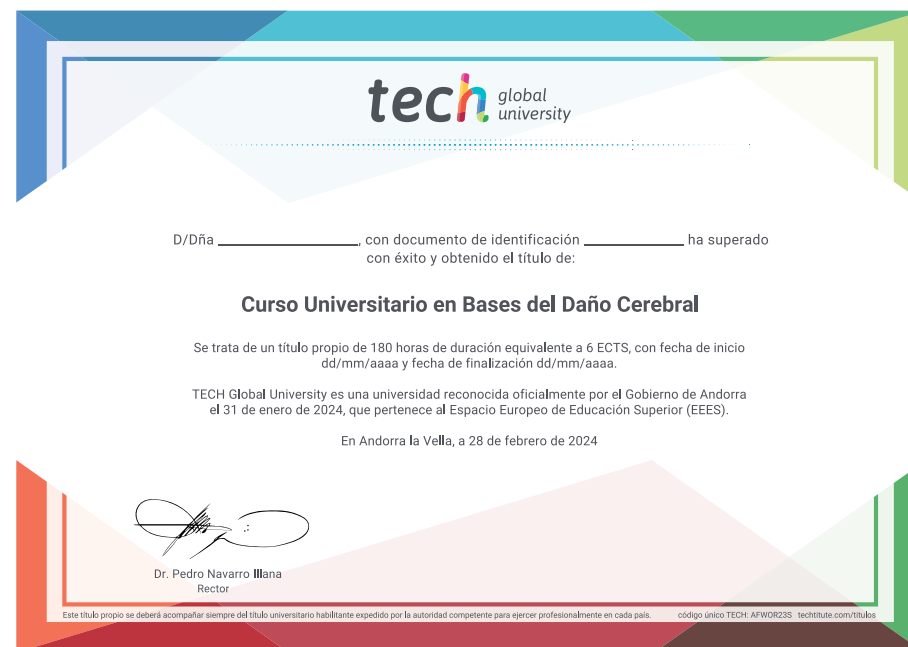 tech global university
D/Dña ____________________, con documento de identificación ______________ ha superado
con éxito y obtenido el título de:
Curso Universitario en Bases del Daño Cerebral
Se trata de un título propio de 180 horas de duración equivalente a 6 ECTS, con fecha de inicio
dd/mm/aaaa y fecha de finalización dd/mm/aaaa.
TECH Global University es una universidad reconocida oficialmente por el Gobierno de Andorra
el 31 de enero de 2024, que pertenece al Espacio Europeo de Educación Superior (EEES).
En Andorra la Vella, a 28 de febrero de 2024
Dr. Pedro Navarro Illana
Rector
Este título propio se deberá acompañar siempre del título universitario habilitante expedido por la autoridad competente para ejercer profesionalmente en cada país. código único TECH: AFWOR23S techtitute.com/titulos